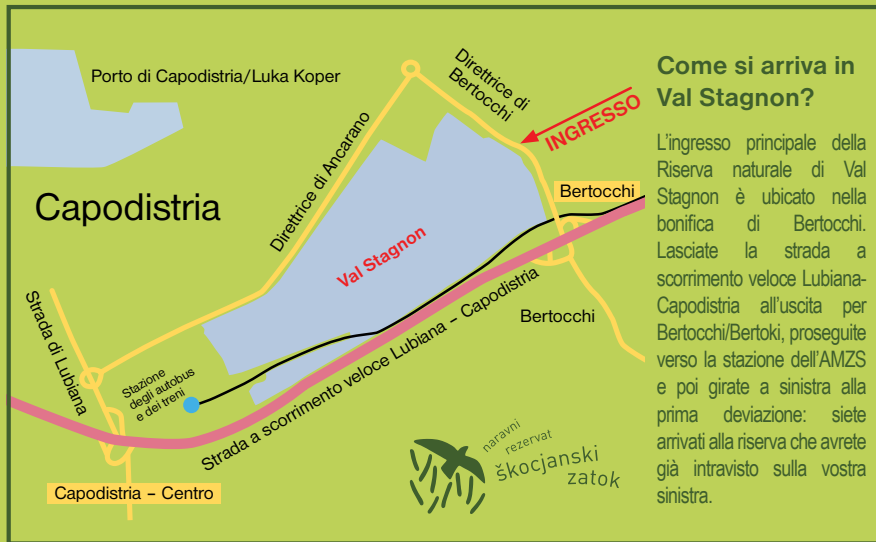 Porto di Capodistria/Luka Koper
Direttrice di
Bertocchi
INGRESSO
Direttrice di Ancarano
Capodistria
Bertocchi
Val Stagnon
Strada di Lubiana
Bertocchi
Stazione
degli autobus
e dei treni
Strada a scorrimento veloce Lubiana – Capodistria
Capodistria – Centro
naravni
rezervat
škocjanski
zatok
Come si arriva in
Val Stagnon?
L'ingresso principale della
Riserva naturale di Val
Stagnon è ubicato nella
bonifica di Bertocchi.
Lasciate la strada a
scorrimento veloce Lubiana-
Capodistria all'uscita per
Bertocchi/Bertoki, proseguite
verso la stazione dell'AMZS
e poi girate a sinistra alla
prima deviazione: siete
arrivati alla riserva che avrete
già intravisto sulla vostra
sinistra.